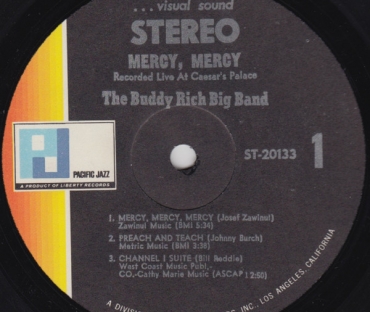 ...visual sound
STEREO
MERCY, MERCY
Recorded Live At Caesar's Palace
The Buddy Rich Big Band
ST-20133 1
PACIFIC JAZZ
A PRODUCT OF LIBERTY RECORDS
1. MERCY, MERCY, MERCY (Josef Zawinul)
Zawinul Music (BMI 5:34)
2. PREACH AND TEACH (Johnny Burch)
Metric Music (BMI
3. CHANNEL I SUITE (Bill Reddie)
West Coast Music Publ.-
CO.-Cathy Marie Music (ASCAP 12:50)
A DIVISION INC., LOS ANGELES, CALIFORNIA